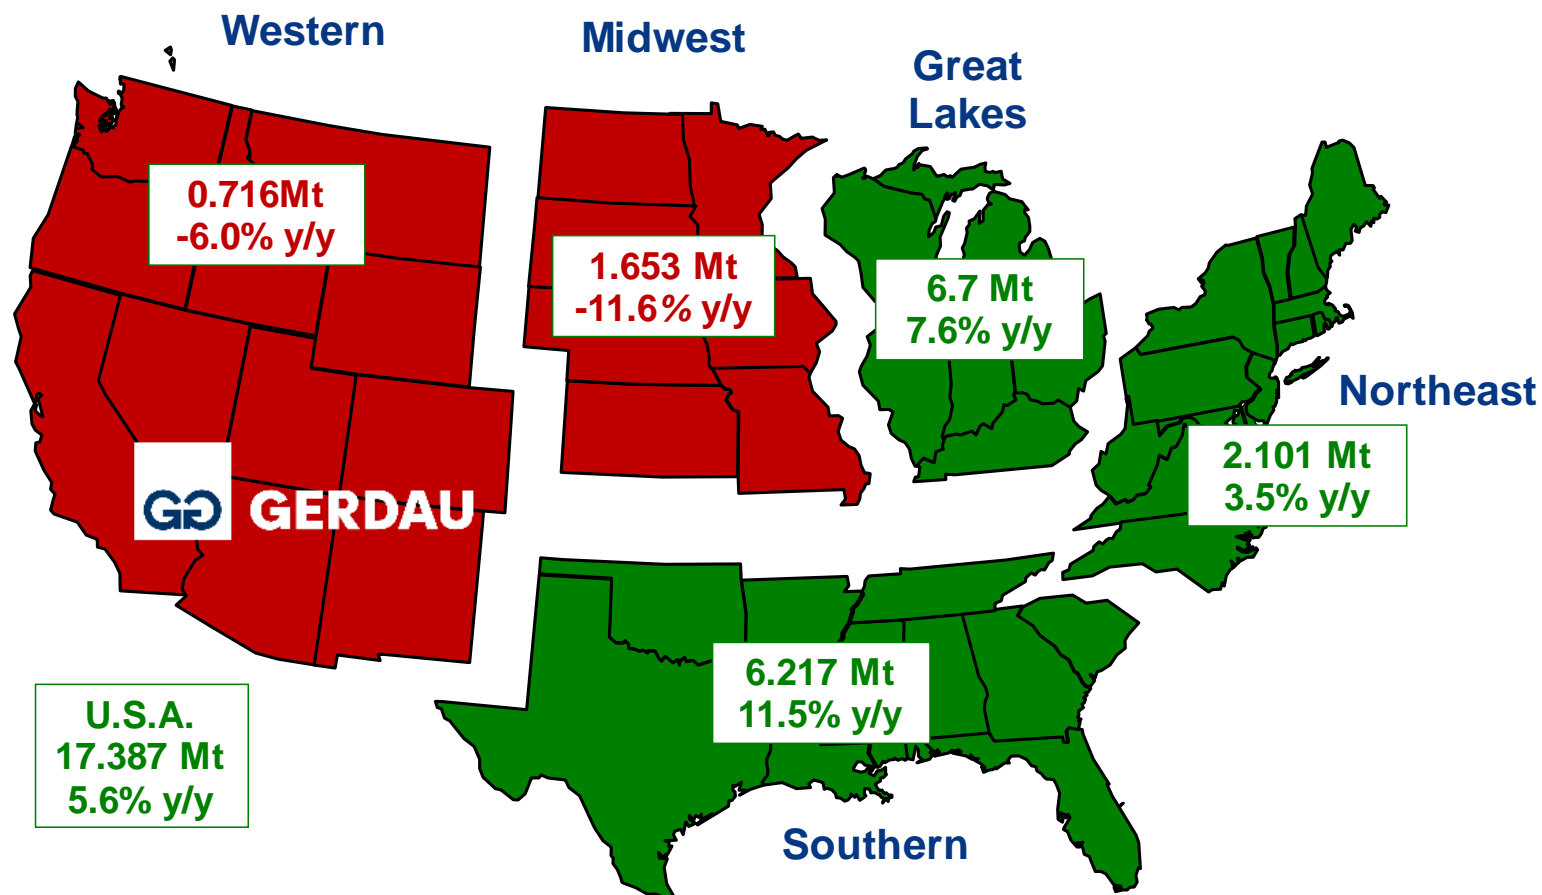 Western
Midwest
Great
Lakes
0.716Mt
-6.0% y/y
1.653 Mt
-11.6% y/y
6.7 Mt
7.6% y/y
Northeast
2.101 Mt
3.5% y/y
GERDAU
6.217 Mt
11.5% y/y
U.S.A.
17.387 Mt
5.6% y/y
Southern